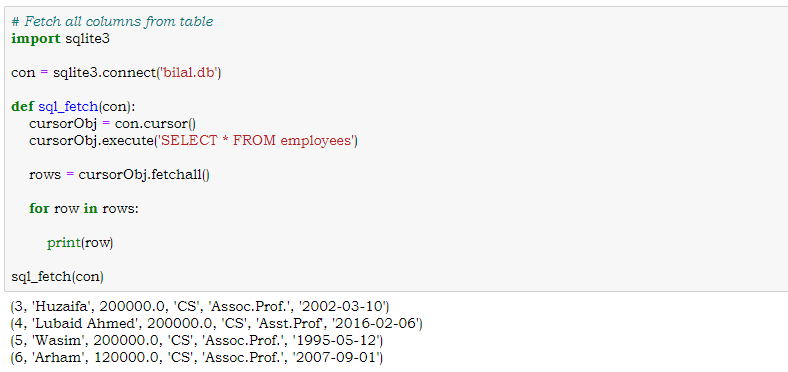 # Fetch all columns from table
import sqlite3
con = sqlite3.connect('bilal.db')
def sql_fetch(con):
cursorObj = con.cursor()
cursorObj.execute('SELECT * FROM employees')
rows = cursorObj.fetchall()
for row in rows:
print(row)
sql_fetch(con)
(3, 'Huzaifa', 200000.0, 'CS', 'Assoc.Prof.', '2002-03-10')
(4, 'Lubaid Ahmed', 200000.0, 'CS', 'Asst.Prof', '2016-02-06')
(5, 'Wasim', 200000.0, 'CS', 'Assoc.Prof.', '1995-05-12')
(6, 'Arham', 120000.0, 'CS', 'Assoc.Prof.', '2007-09-01')